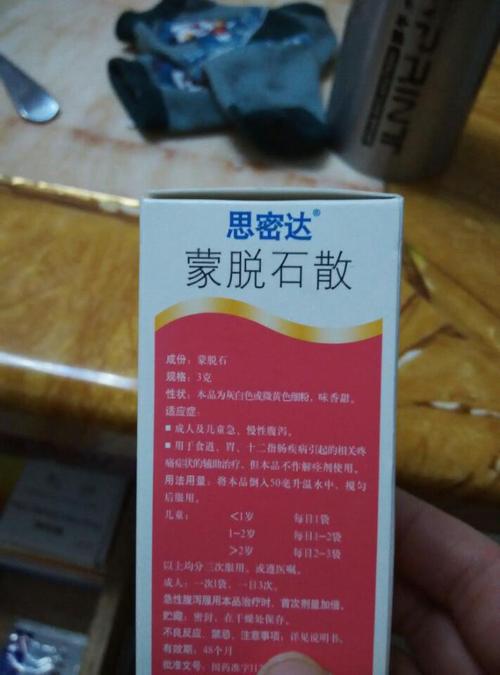 PRINT
思密达®
蒙脱石散
成份：蒙脱石
规格：3克
性状：本品为灰白色或微黄色细粉，味香甜。
适应症：
■ 成人及儿童急、慢性腹泻。
■ 用于食道、胃、十二指肠疾病引起的相关疼
痛症状的辅助治疗，但本品不作解痉剂使用。
用法用量：将本品倒入50毫升温水中，搅匀
后服用。
儿童： <1岁 每日1袋
1-2岁 每日1-2袋
>2岁 每日2-3袋
以上均分三次服用。或遵医嘱。
成人：一次1袋，一日3次。
急性腹泻服用本品治疗时，首次剂量加倍。
贮藏：密封，在干燥处保存。
不良反应、禁忌、注意事项：详见说明书。
有效期：48个月
批准文号：国药准字H